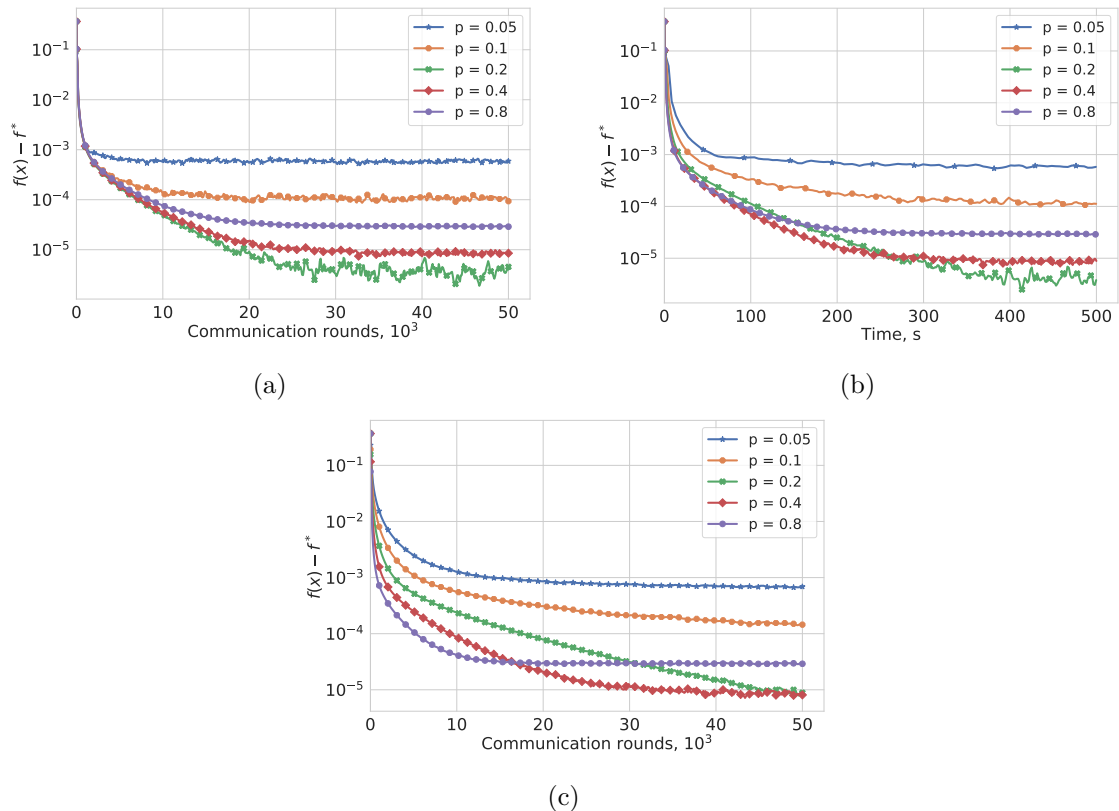 p = 0.05
p = 0.1
p = 0.2
p = 0.4
p = 0.8
10⁻¹
10⁻²
10⁻³
10⁻⁴
10⁻⁵
f(x) − f*
0 10 20 30 40 50
Communication rounds, 10³
(a)
p = 0.05
p = 0.1
p = 0.2
p = 0.4
p = 0.8
10⁻¹
10⁻²
10⁻³
10⁻⁴
10⁻⁵
f(x) − f*
0 100 200 300 400 500
Time, s
(b)
p = 0.05
p = 0.1
p = 0.2
p = 0.4
p = 0.8
10⁻¹
10⁻²
10⁻³
10⁻⁴
10⁻⁵
f(x) − f*
0 10 20 30 40 50
Communication rounds, 10³
(c)